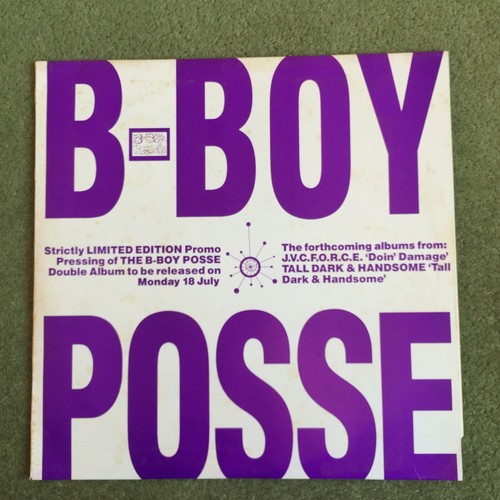 B-BOY
Strictly LIMITED EDITION Promo
Pressing of THE B-BOY POSSE
Double Album to be released on
Monday 18 July
The forthcoming albums from:
J.V.C.F.O.R.C.E. 'Doin' Damage'
TALL DARK & HANDSOME 'Tall
Dark & Handsome'
POSSE